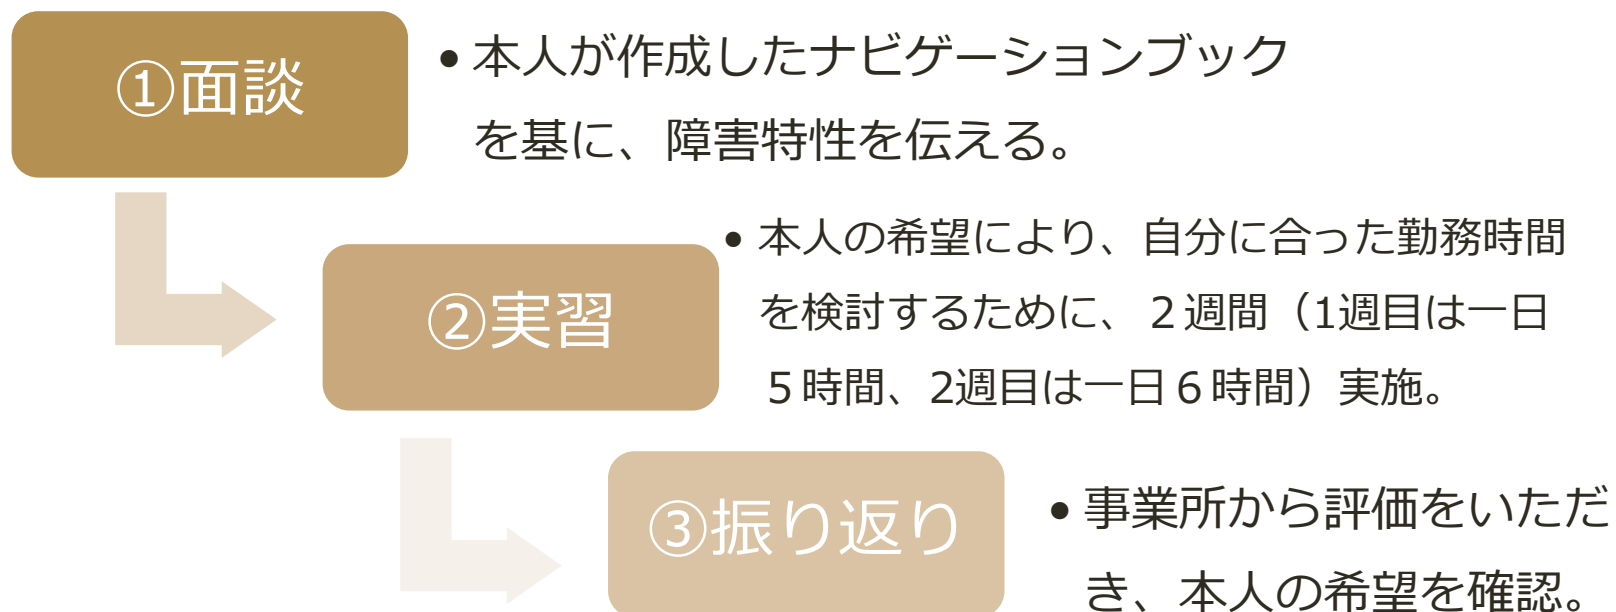 ①面談
• 本人が作成したナビゲーションブック
を基に、障害特性を伝える。
②実習
• 本人の希望により、自分に合った勤務時間
を検討するために、２週間（1週目は一日
５時間、2週目は一日６時間）実施。
③振り返り
• 事業所から評価をいただ
き、本人の希望を確認。